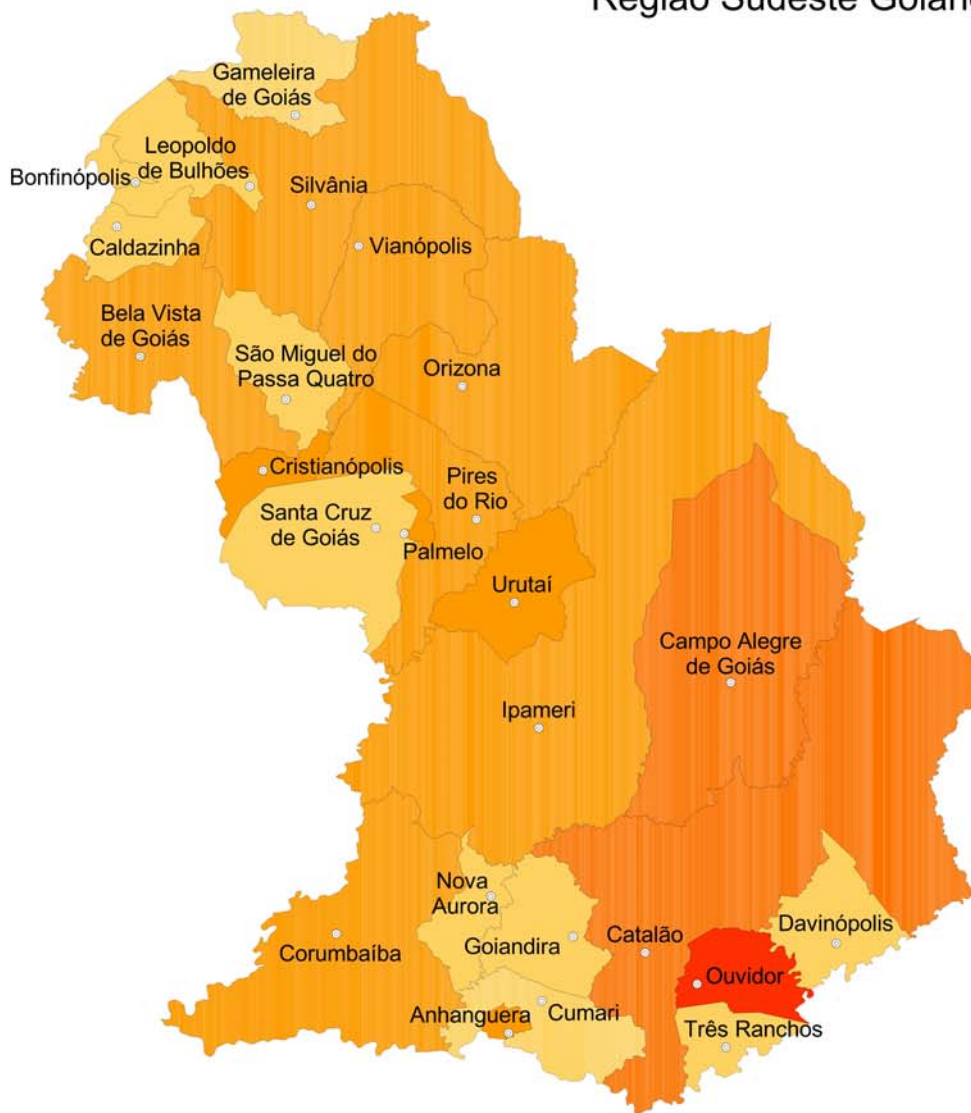 Região Sudeste
Gameleira
de Goiás
Leopoldo
de Bulhões
Bonfinópolis
Silvânia
Caldazinha
Vianópolis
Bela Vista
de Goiás
São Miguel do
Passa Quatro
Orizona
Cristianópolis
Pires
do Rio
Santa Cruz
de Goiás
Palmelo
Urutaí
Campo Alegre
de Goiás
Ipameri
Nova
Aurora
Davinópolis
Corumbaíba
Goiandira
Catalão
Ouvidor
Anhanguera
Cumari
Três Ranchos